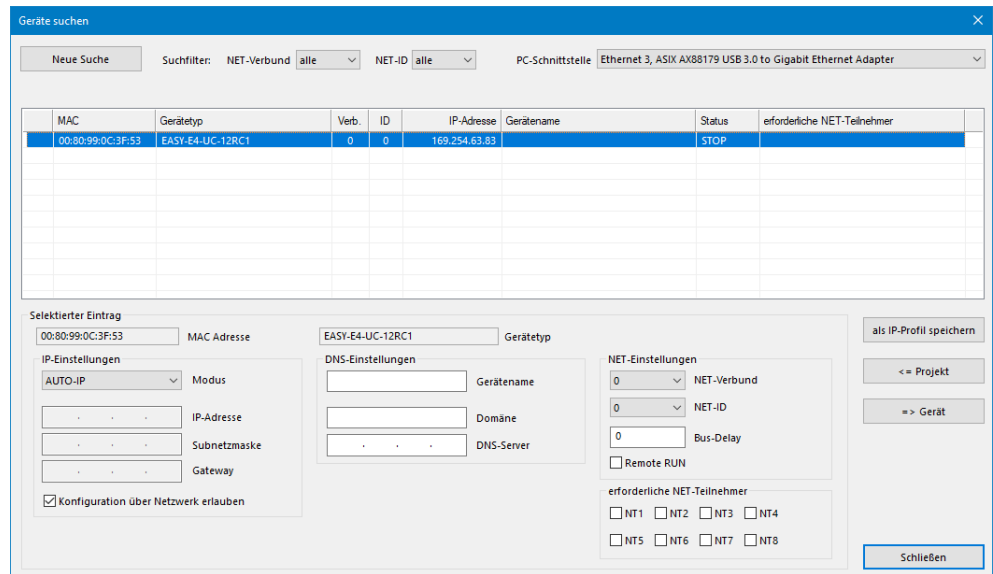 Geräte suchen
Neue Suche Suchfilter: NET-Verbund alle NET-ID alle PC-Schnittstelle Ethernet 3, ASIX AX88179 USB 3.0 to Gigabit Ethernet Adapter
MAC Gerätetyp Verb. ID IP-Adresse Gerätename Status erforderliche NET-Teilnehmer
00:80:99:0C:3F:53 EASY-E4-UC-12RC1 0 0 169.254.63.83 STOP
Selektierter Eintrag
00:80:99:0C:3F:53 MAC Adresse EASY-E4-UC-12RC1 Gerätetyp
als IP-Profil speichern
IP-Einstellungen
AUTO-IP Modus
IP-Adresse
Subnetzmaske
Gateway
Konfiguration über Netzwerk erlauben
DNS-Einstellungen
Gerätename
Domäne
DNS-Server
NET-Einstellungen
0 NET-Verbund
0 NET-ID
0 Bus-Delay
Remote RUN
erforderliche NET-Teilnehmer
NT1 NT2 NT3 NT4
NT5 NT6 NT7 NT8
<= Projekt
=> Gerät
Schließen